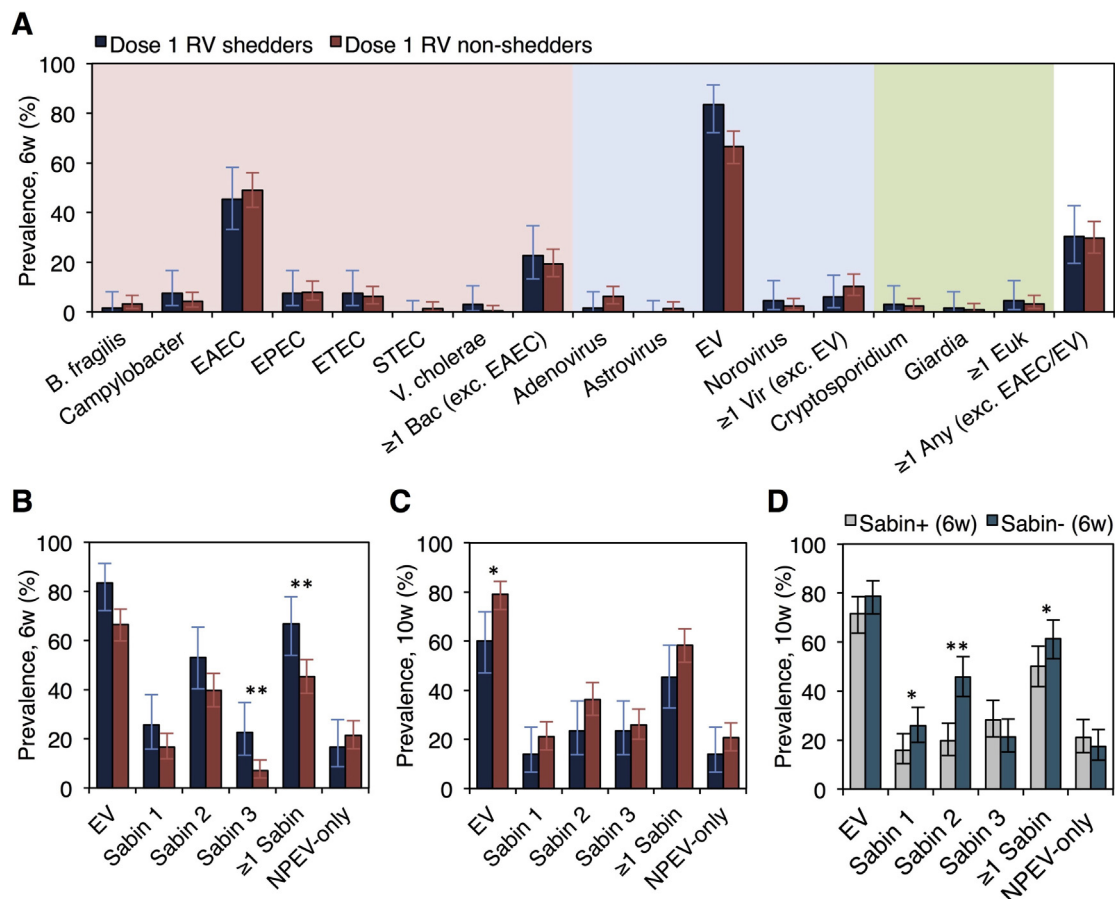 A
Dose 1 RV shedders Dose 1 RV non-shedders
Prevalence, 6w (%)
100
80
60
40
20
0
B. fragilis
Campylobacter
EAEC
EPEC
ETEC
STEC
V. cholerae
≥1 Bac (exc. EAEC)
Adenovirus
Astrovirus
EV
Norovirus
≥1 Vir (exc. EV)
Cryptosporidium
Giardia
≥1 Euk
≥1 Any (exc. EAEC/EV)
B
Prevalence, 6w (%)
100
80
60
40
20
0
**
**
EV
Sabin 1
Sabin 2
Sabin 3
≥1 Sabin
NPEV-only
C
Prevalence, 10w (%)
100
80
60
40
20
0
*
EV
Sabin 1
Sabin 2
Sabin 3
≥1 Sabin
NPEV-only
D
Sabin+ (6w) Sabin- (6w)
Prevalence, 10w (%)
100
80
60
40
20
0
*
**
*
EV
Sabin 1
Sabin 2
Sabin 3
≥1 Sabin
NPEV-only